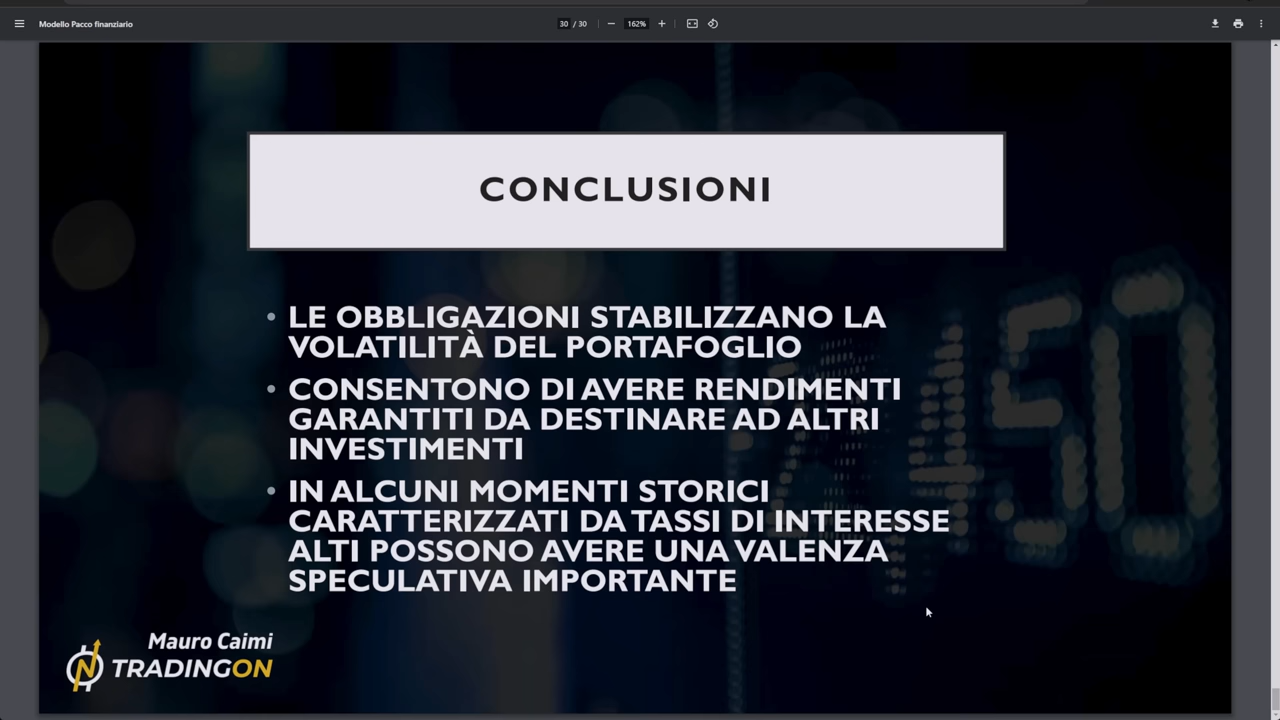 Modello Pacco finanziario
30 / 30
162%
CONCLUSIONI
• LE OBBLIGAZIONI STABILIZZANO LA
VOLATILITÀ DEL PORTAFOGLIO
• CONSENTONO DI AVERE RENDIMENTI
GARANTITI DA DESTINARE AD ALTRI
INVESTIMENTI
• IN ALCUNI MOMENTI STORICI
CARATTERIZZATI DA TASSI DI INTERESSE
ALTI POSSONO AVERE UNA VALENZA
SPECULATIVA IMPORTANTE
450
Mauro Caimi
TRADINGON